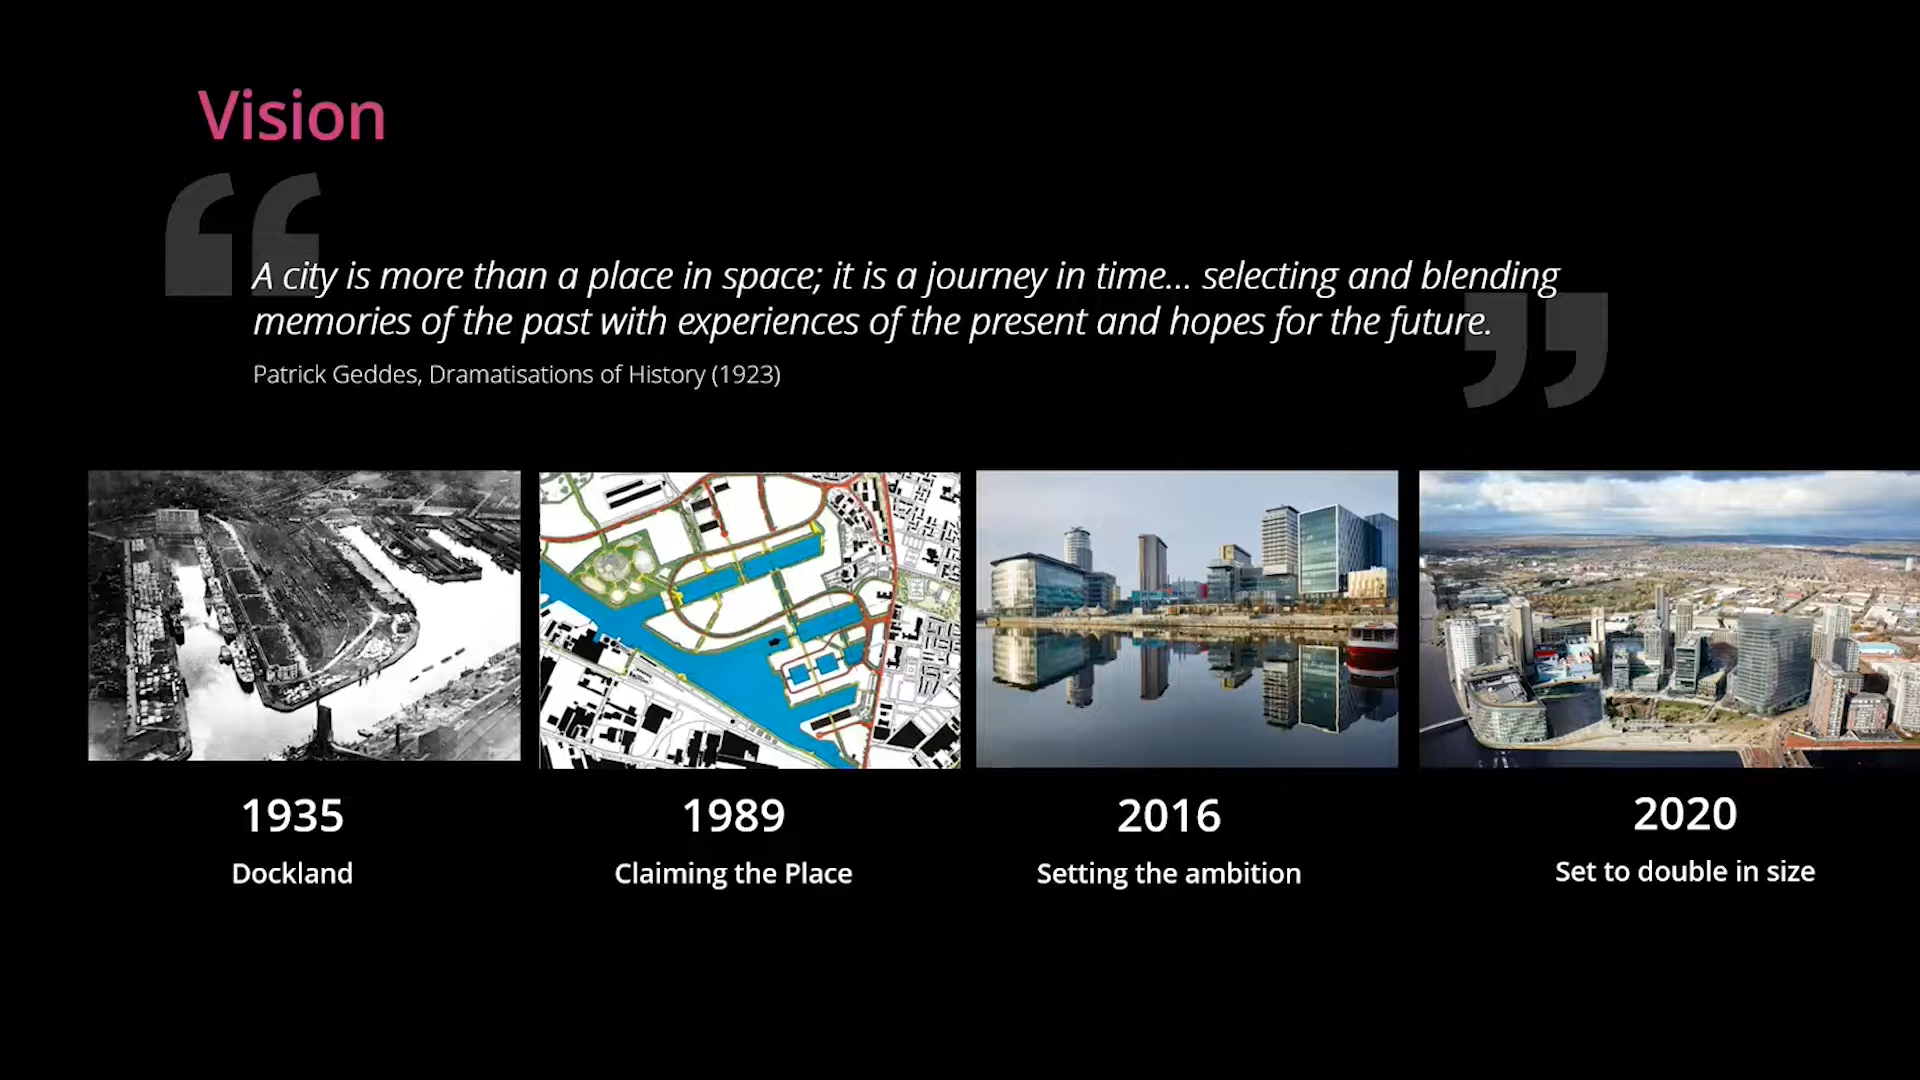 Vision
A city is more than a place in space; it is a journey in time... selecting and blending
memories of the past with experiences of the present and hopes for the future.
Patrick Geddes, Dramatisations of History (1923)
1935
Dockland
1989
Claiming the Place
2016
Setting the ambition
2020
Set to double in size